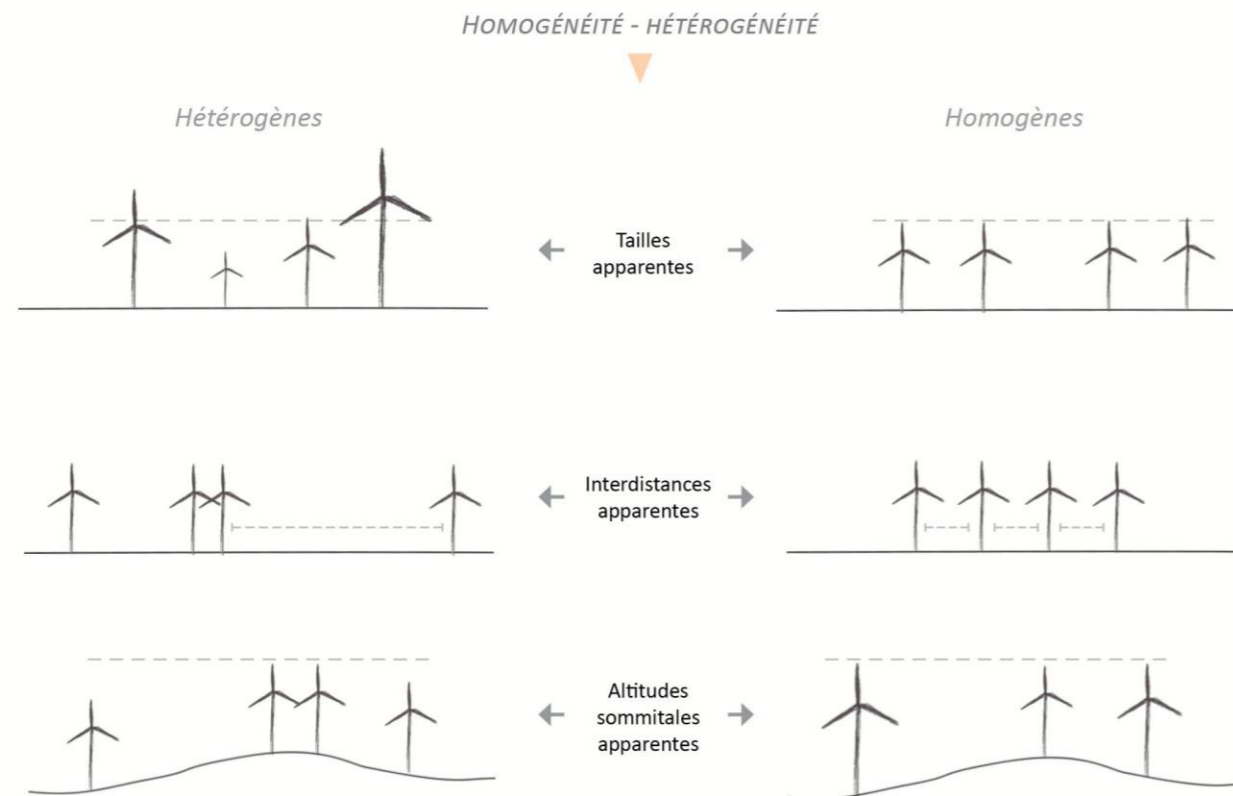 HOMOGÉNÉITÉ - HÉTÉROGÉNÉITÉ
Hétérogènes
Homogènes
Tailles
apparentes
Interdistances
apparentes
Altitudes
sommitales
apparentes